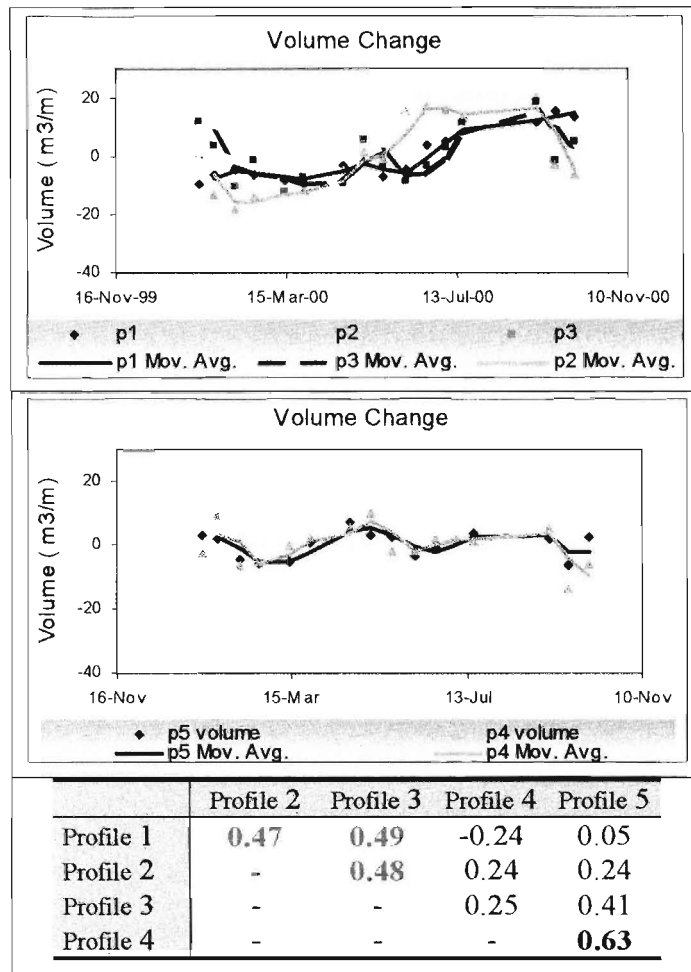 Volume Change
Volume ( m3/m)
20
0
-20
-40
16-Nov-99 15-Mar-00 13-Jul-00 10-Nov-00
p1 p2 p3
p1 Mov. Avg. p3 Mov. Avg. p2 Mov. Avg.
Volume Change
Volume ( m3/m)
20
0
-20
-40
16-Nov 15-Mar 13-Jul 10-Nov
p5 volume p4 volume
p5 Mov. Avg. p4 Mov. Avg.
Profile 2 Profile 3 Profile 4 Profile 5
Profile 1 0.47 0.49 -0.24 0.05
Profile 2 - 0.48 0.24 0.24
Profile 3 - - 0.25 0.41
Profile 4 - - - 0.63